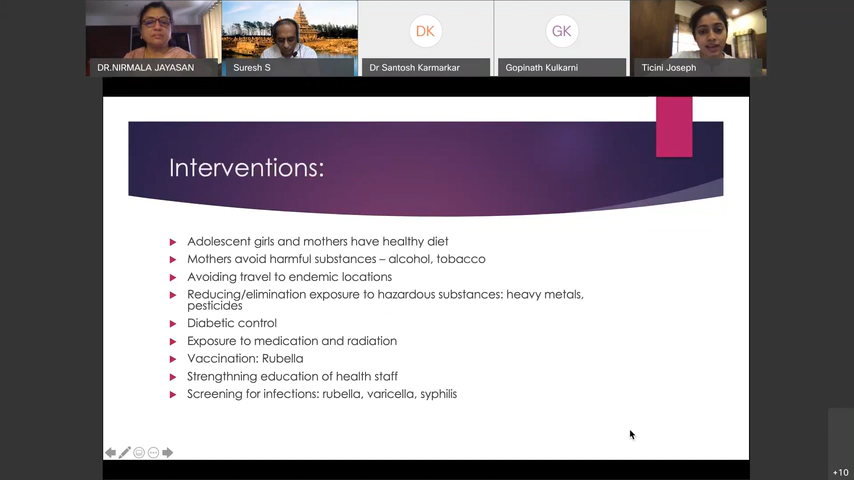 DK
GK
DR.NIRMALA JAYASAN
Suresh S
Dr Santosh Karmarkar
Gopinath Kulkarni
Ticini Joseph
Interventions:
Adolescent girls and mothers have healthy diet
Mothers avoid harmful substances – alcohol, tobacco
Avoiding travel to endemic locations
Reducing/elimination exposure to hazardous substances: heavy metals,
pesticides
Diabetic control
Exposure to medication and radiation
Vaccination: Rubella
Strengthning education of health staff
Screening for infections: rubella, varicella, syphilis
+10